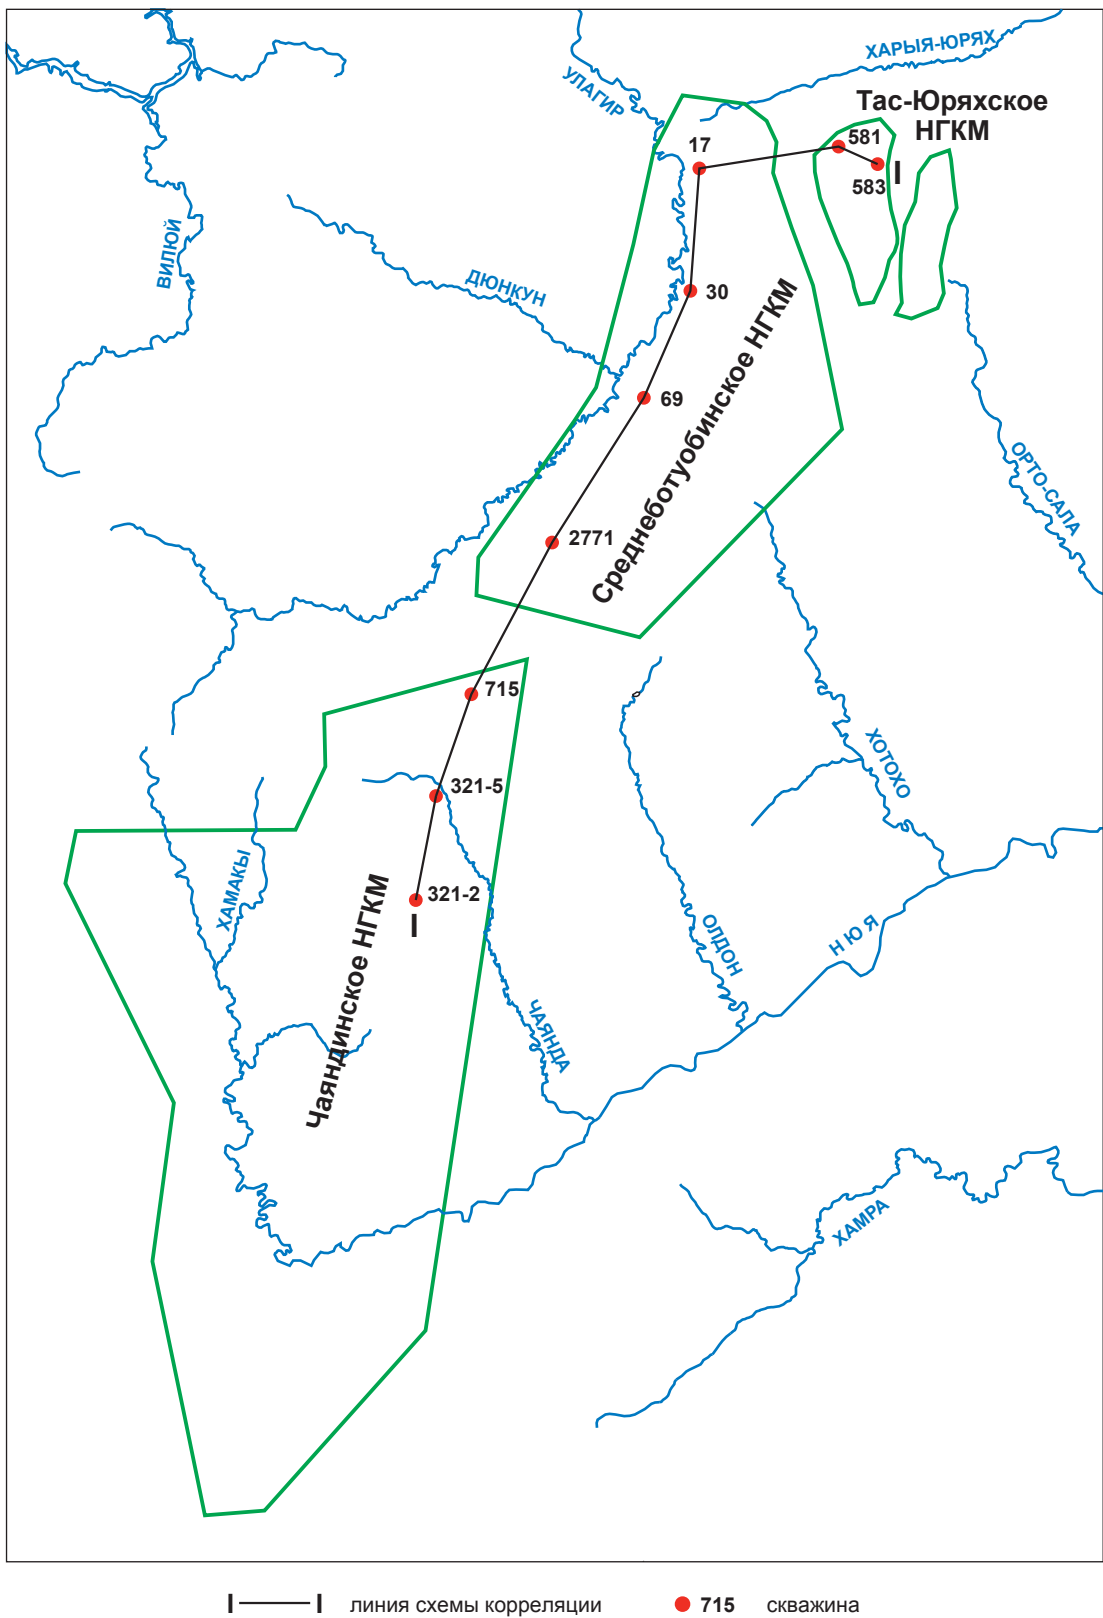 ХАРЫЯ-ЮРЯХ
УЛАГИР
Тас-Юряхское
НГКМ
581
17
583
I
ВИЛЮЙ
ДЮНКУН
30
69
Среднеботуобинское НГКМ
ОРТО-САЛА
2771
715
ХОТОХО
321-5
ХАМАКЫ
321-2
I
Чаяндинское НГКМ
ОЛДОН
НЮЯ
ЧАЯНДА
ХАМРА
I I линия схемы корреляции
715 скважина